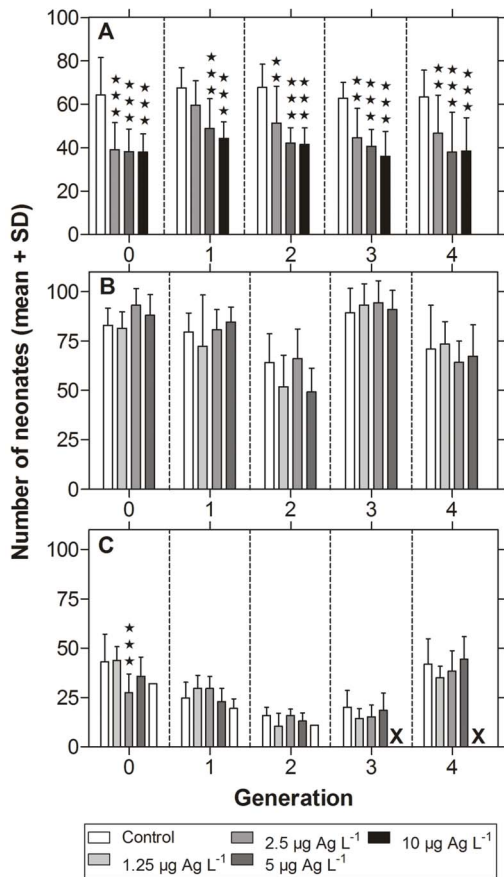 Number of neonates (mean + SD)
A
100
80
60
40
20
0
0 1 2 3 4
B
100
75
50
25
0
0 1 2 3 4
C
100
75
50
25
0
X X
0 1 2 3 4
Generation
Control 2.5 µg Ag L⁻¹ 10 µg Ag L⁻¹
1.25 µg Ag L⁻¹ 5 µg Ag L⁻¹